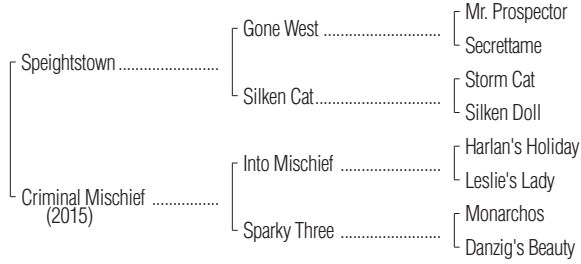 Mr. Prospector
Gone West
Secrettame
Speightstown
Storm Cat
Silken Cat
Silken Doll
Harlan's Holiday
Into Mischief
Leslie's Lady
Criminal Mischief
(2015)
Monarchos
Sparky Three
Danzig's Beauty